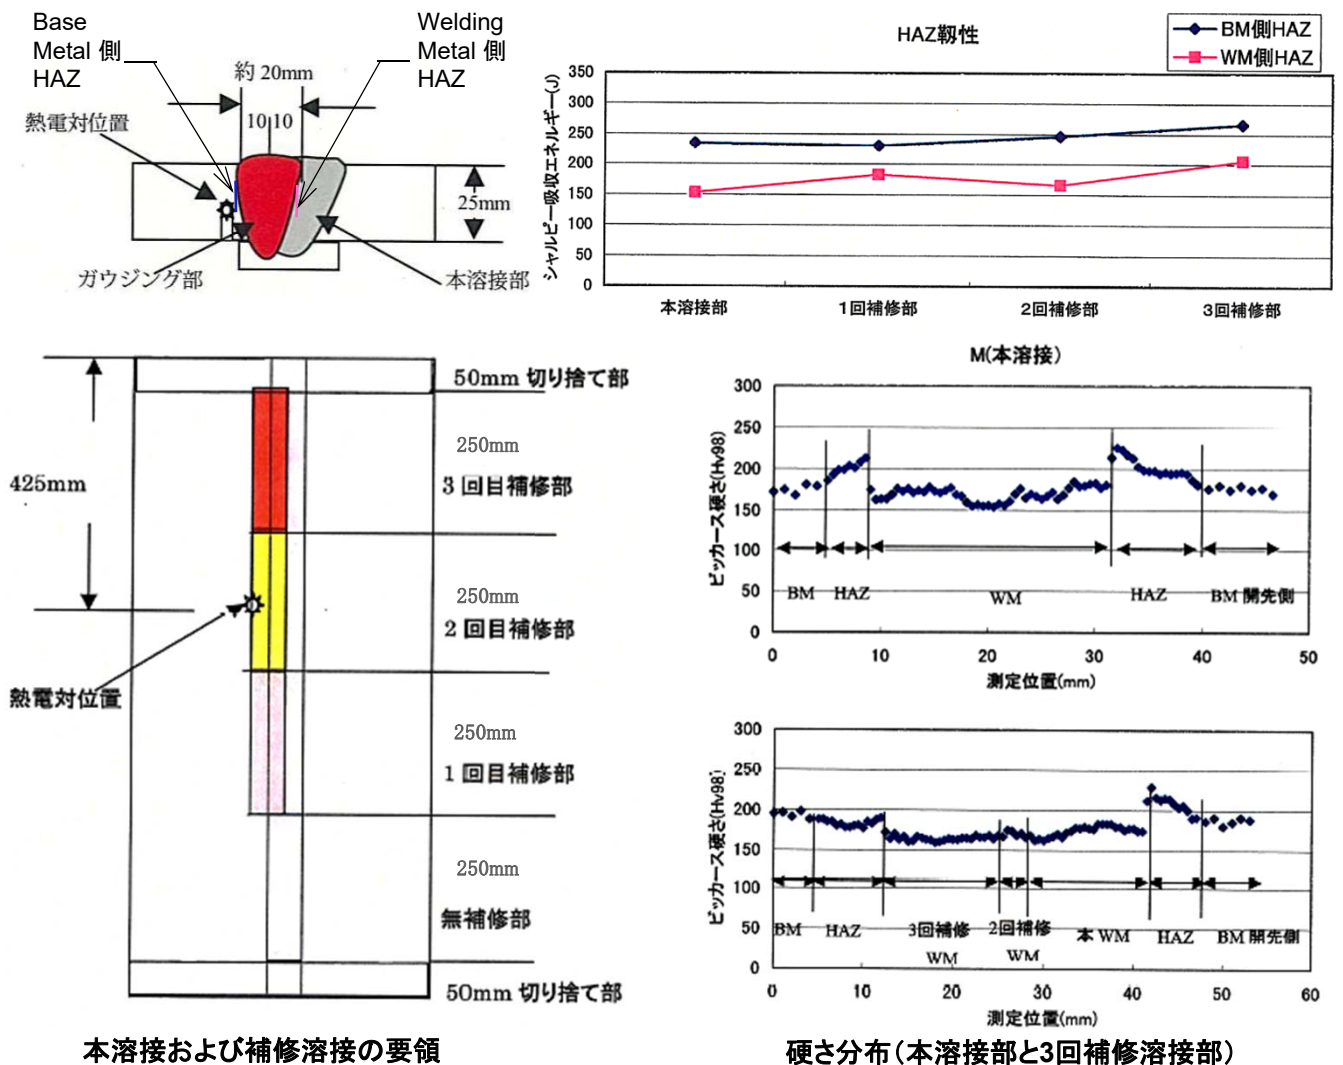 Base
Metal 側
HAZ
Welding
Metal 側
HAZ
約 20mm
10 10
熱電対位置
25mm
ガウジング部
本溶接部
HAZ靱性
BM側HAZ
WM側HAZ
シャルピー吸収エネルギー(J)
350
300
250
200
150
100
50
0
本溶接部
1回補修部
2回補修部
3回補修部
50mm 切り捨て部
425mm
250mm
3 回目補修部
250mm
2 回目補修部
熱電対位置
250mm
1 回目補修部
250mm
無補修部
50mm 切り捨て部
本溶接および補修溶接の要領
M(本溶接)
ビッカース硬さ(Hv98)
300
250
200
150
100
50
0
BM
HAZ
WM
HAZ
BM 開先側
0 10 20 30 40 50
測定位置(mm)
ビッカース硬さ(Hv98)
300
250
200
150
100
50
0
BM
HAZ
3回補修
WM
2回補修
WM
本 WM
HAZ
BM 開先側
0 10 20 30 40 50 60
測定位置(mm)
硬さ分布(本溶接部と3回補修溶接部)